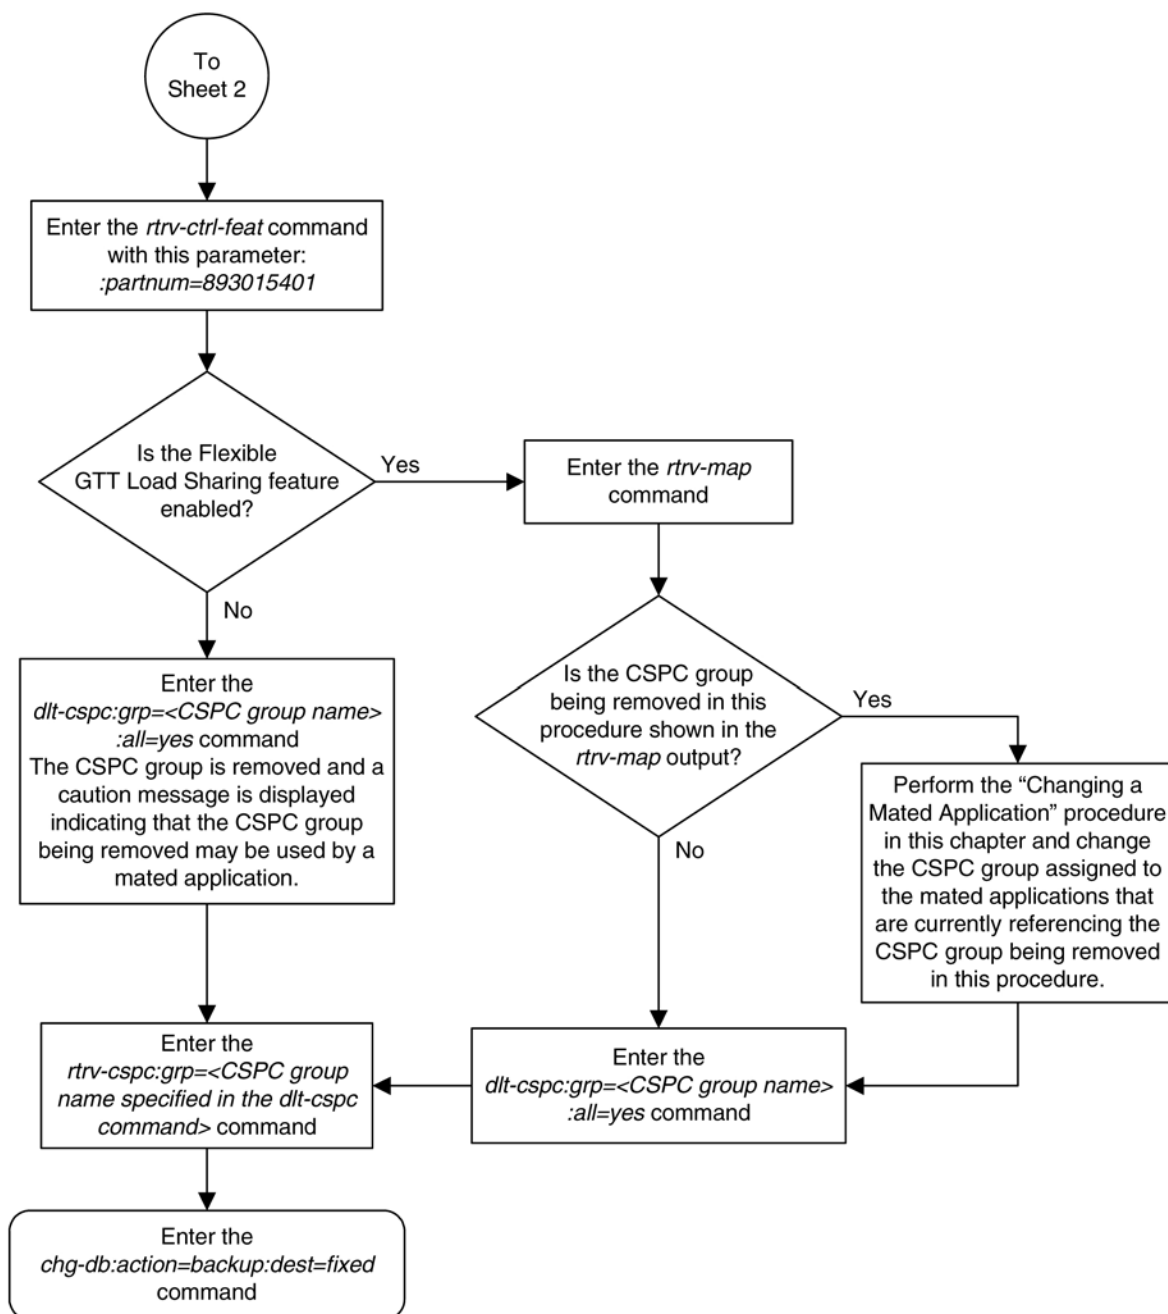 To
Sheet 2
Enter the rtrv-ctrl-feat command
with this parameter:
:partnum=893015401
Is the Flexible
GTT Load Sharing feature
enabled?
Yes
Enter the rtrv-map
command
No
Enter the
dlt-cspc:grp=<CSPC group name>
:all=yes command
The CSPC group is removed and a
caution message is displayed
indicating that the CSPC group
being removed may be used by a
mated application.
Is the CSPC group
being removed in this
procedure shown in the
rtrv-map output?
Yes
No
Perform the “Changing a
Mated Application” procedure
in this chapter and change
the CSPC group assigned to
the mated applications that
are currently referencing the
CSPC group being removed
in this procedure.
Enter the
dlt-cspc:grp=<CSPC group name>
:all=yes command
Enter the
rtrv-cspc:grp=<CSPC group
name specified in the dlt-cspc
command> command
Enter the
chg-db:action=backup:dest=fixed
command